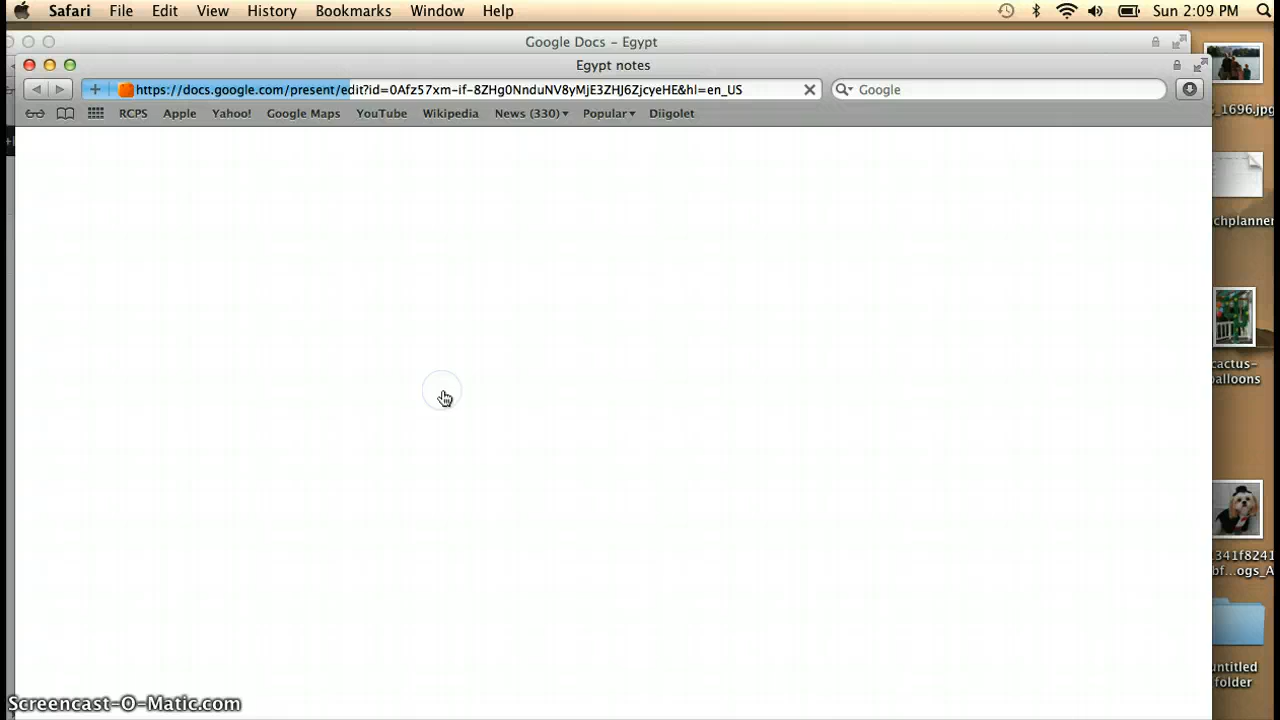 Safari File Edit View History Bookmarks Window Help Sun 2:09 PM
Google Docs - Egypt
Egypt notes
https://docs.google.com/present/edit?id=0Afz57xm-if-8ZHg0NnduNV8yMjE3ZHJ6ZjcyeHE&hl=en_US Google
RCPS Apple Yahoo! Google Maps YouTube Wikipedia News (330) Popular Diigolet
_1696.jpg
chplanner
cactus-
balloons
341f8241
bf...ogs_A
untitled
folder
Screencast-O-Matic.com